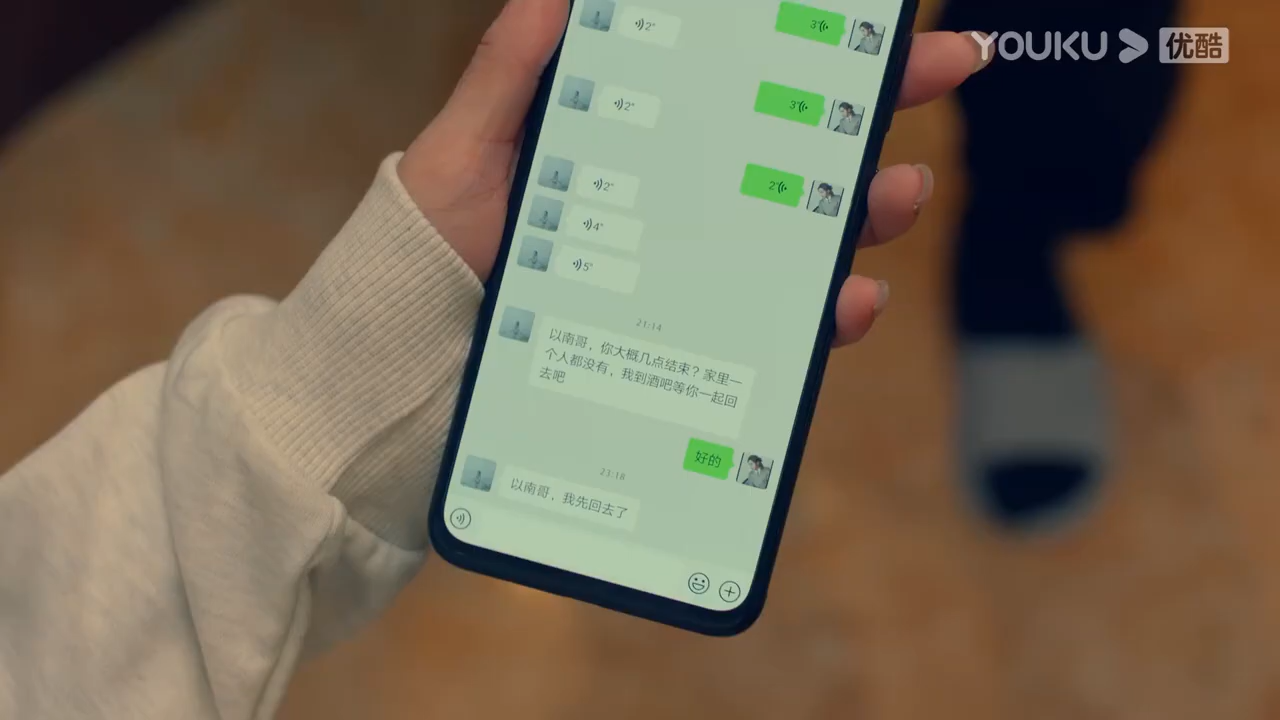 YOUKU 优酷
2"
3"
2"
3"
2"
2"
4"
5"
21:14
以南哥，你大概几点结束？家里一
个人都没有，我到酒吧等你一起回
去吧
好的
23:18
以南哥，我先回去了